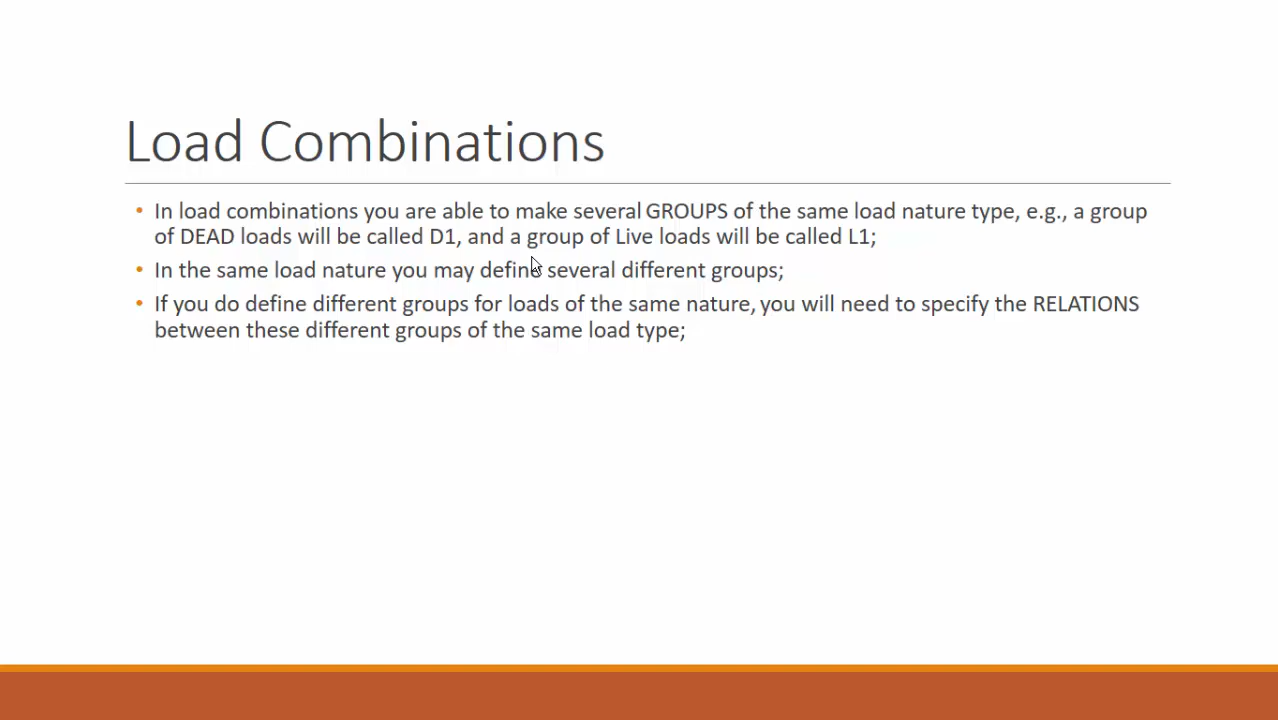 Load Combinations
• In load combinations you are able to make several GROUPS of the same load nature type, e.g., a group
of DEAD loads will be called D1, and a group of Live loads will be called L1;
• In the same load nature you may define several different groups;
• If you do define different groups for loads of the same nature, you will need to specify the RELATIONS
between these different groups of the same load type;